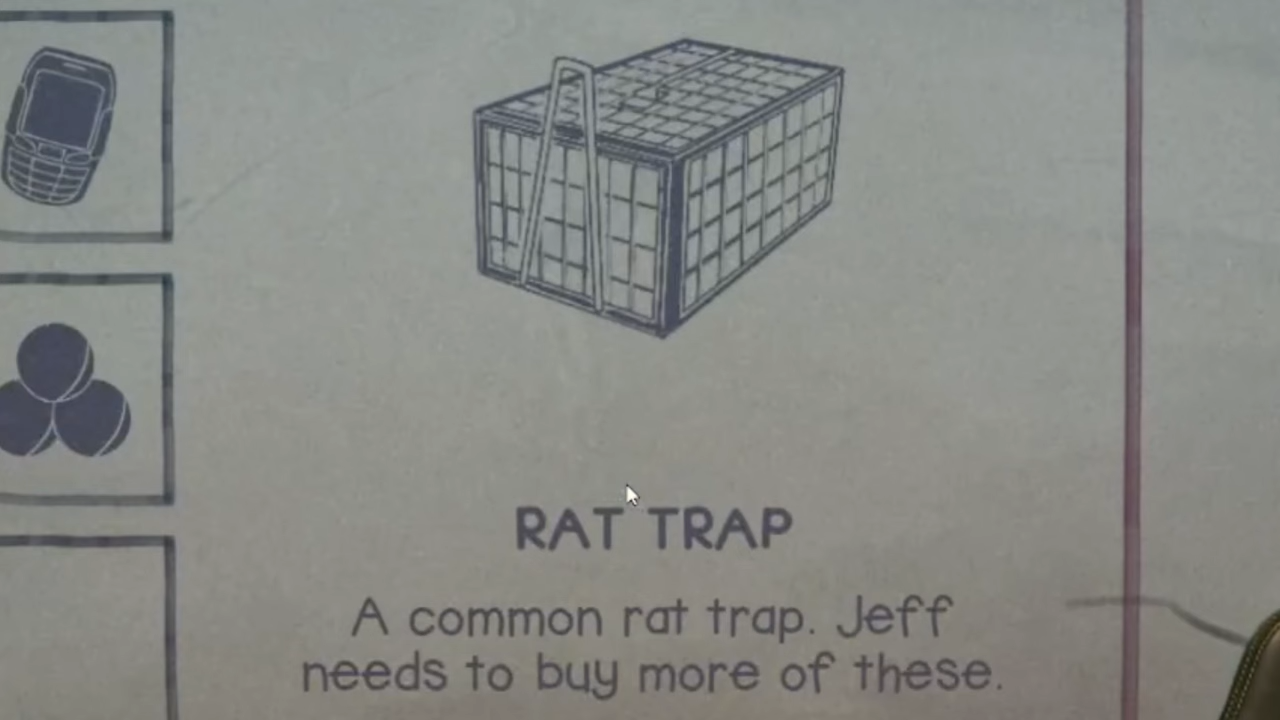 RAT TRAP
A common rat trap. Jeff
needs to buy more of these.